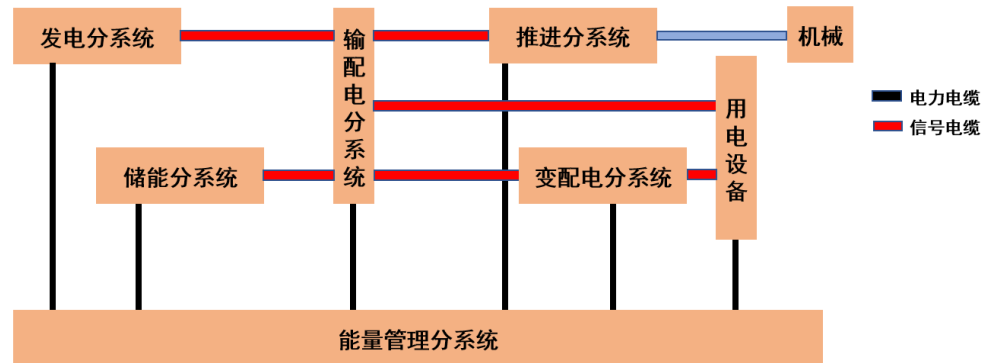 发电分系统
输配电分系统
推进分系统
机械
用电设备
电力电缆
信号电缆
储能分系统
变配电分系统
能量管理分系统